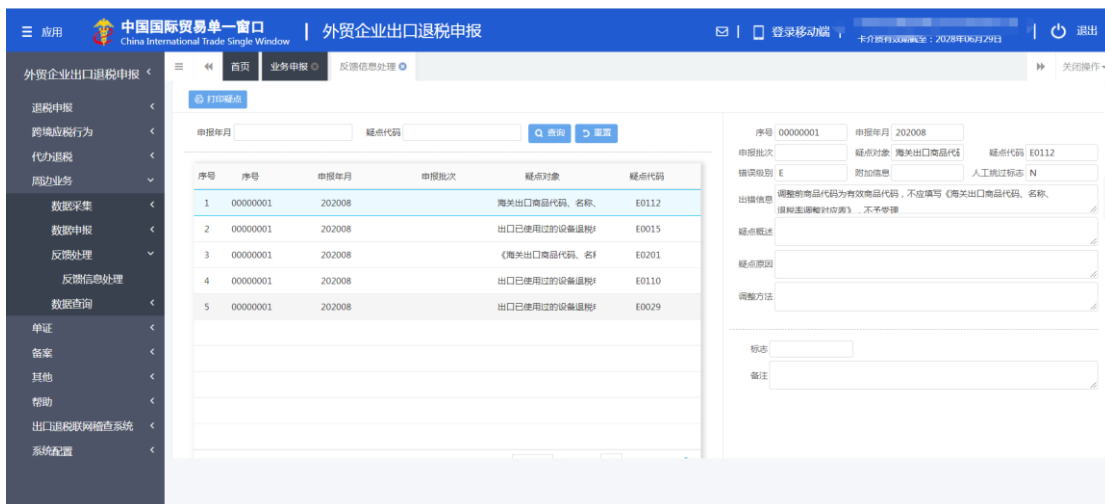 应用 中国国际贸易单一窗口 外贸企业出口退税申报 登录移动端 卡介质有效期截至：2028年06月29日 退出
China International Trade Single Window
外贸企业出口退税申报 首页 业务申报 反馈信息处理 关闭操作
退税申报
跨境应税行为
代办退税
周边业务
数据采集
数据申报
反馈处理
反馈信息处理
数据查询
单证
备案
其他
帮助
出口退税联网稽查系统
系统配置
打印疑点
申报年月 疑点代码 查询 重置
序号 序号 申报年月 申报批次 疑点对象 疑点代码
1 00000001 202008 海关出口商品代码、名称、 E0112
2 00000001 202008 出口已使用过的设备退税 E0015
3 00000001 202008 《海关出口商品代码、名 E0201
4 00000001 202008 出口已使用过的设备退税 E0110
5 00000001 202008 出口已使用过的设备退税 E0029
序号 00000001 申报年月 202008
申报批次 疑点对象 海关出口商品代 疑点代码 E0112
错误级别 E 附加信息 人工挑过标志 N
出错信息 调整前商品代码为有效商品代码，不应填写《海关出口商品代码、名称、
退税率调整对应表》，不予受理
疑点概述
疑点原因
调整方法
标志
备注